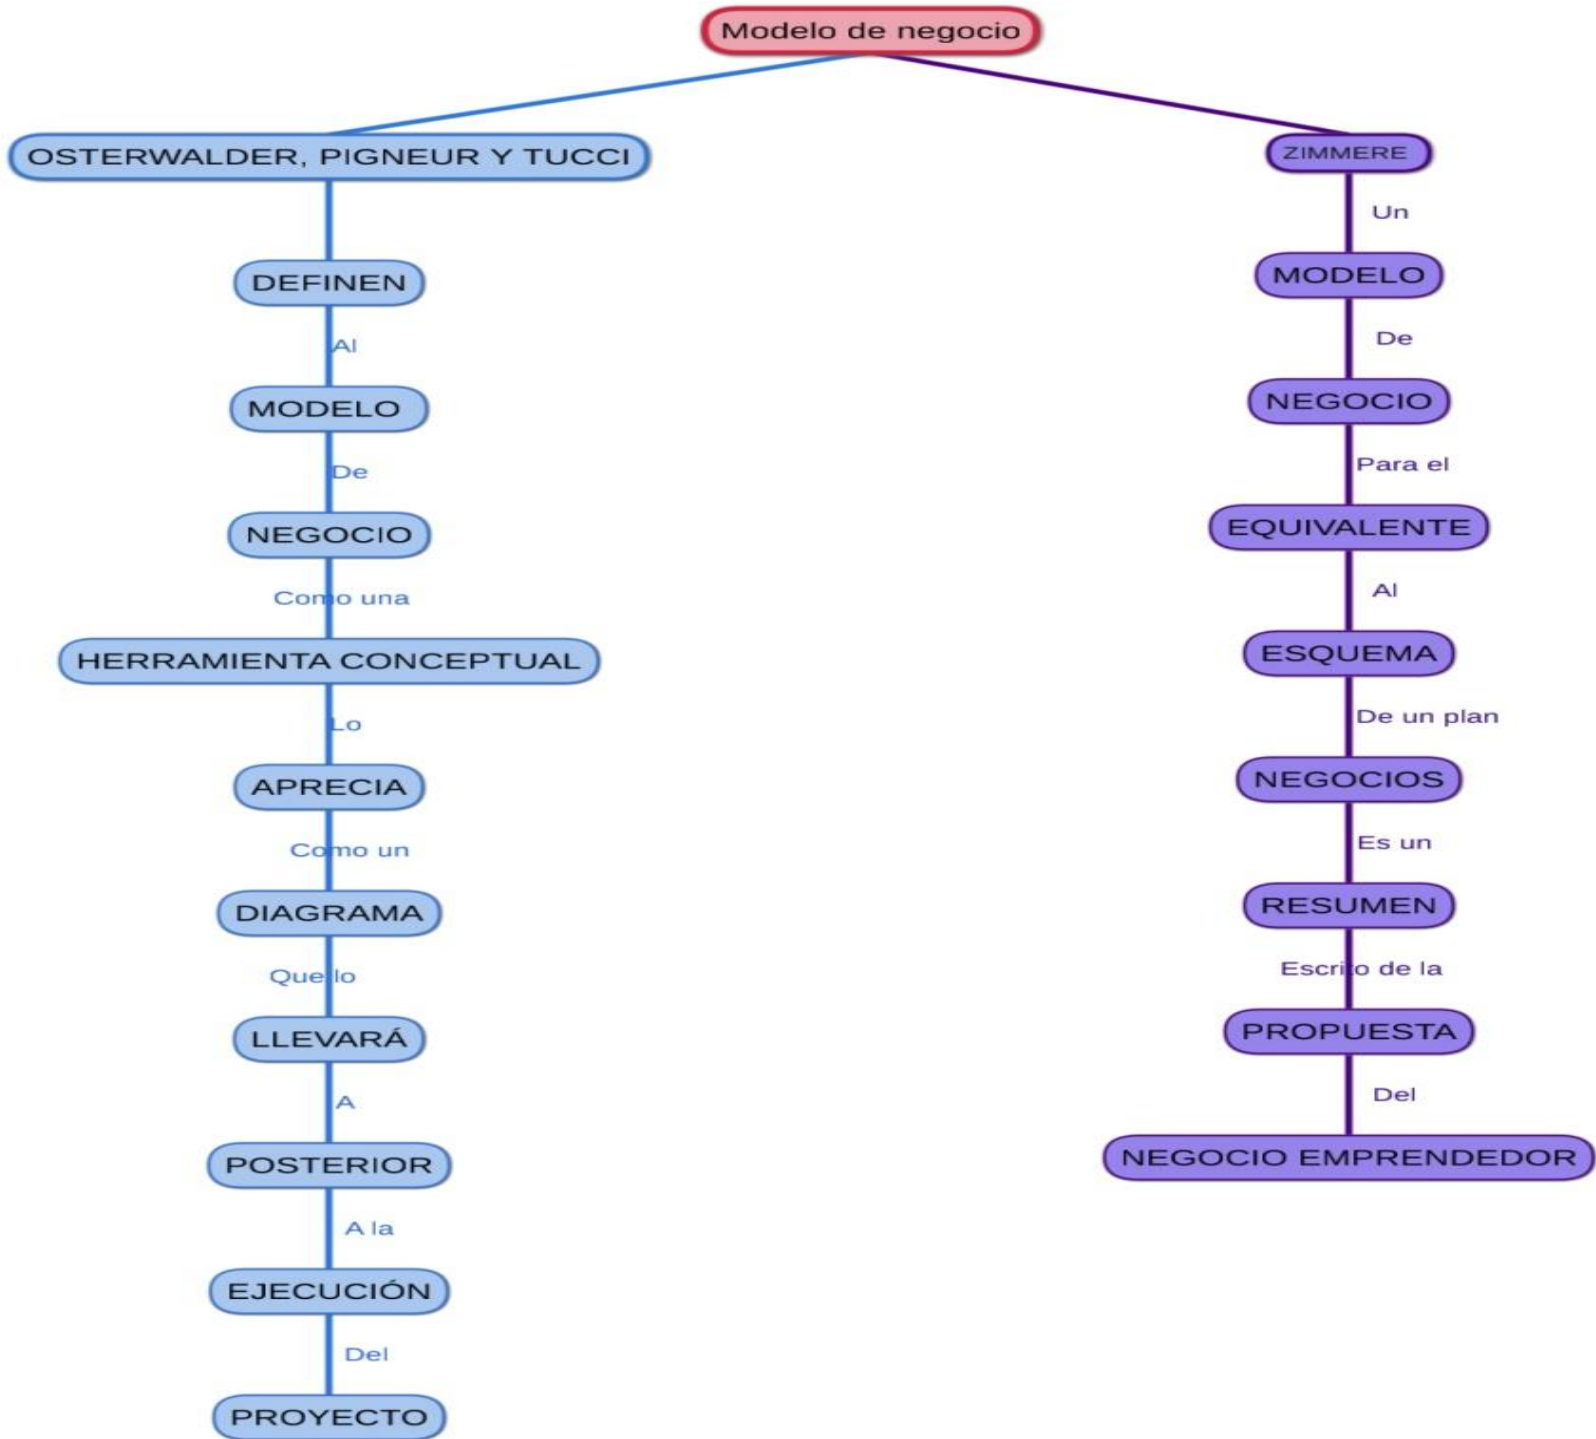 Modelo de negocio
OSTERWALDER, PIGNEUR Y TUCCI
DEFINEN
Al
MODELO
De
NEGOCIO
Como una
HERRAMIENTA CONCEPTUAL
Lo
APRECIA
Como un
DIAGRAMA
Que lo
LLEVARÁ
A
POSTERIOR
A la
EJECUCIÓN
Del
PROYECTO
ZIMMERE
Un
MODELO
De
NEGOCIO
Para el
EQUIVALENTE
Al
ESQUEMA
De un plan
NEGOCIOS
Es un
RESUMEN
Escrito de la
PROPUESTA
Del
NEGOCIO EMPRENDEDOR